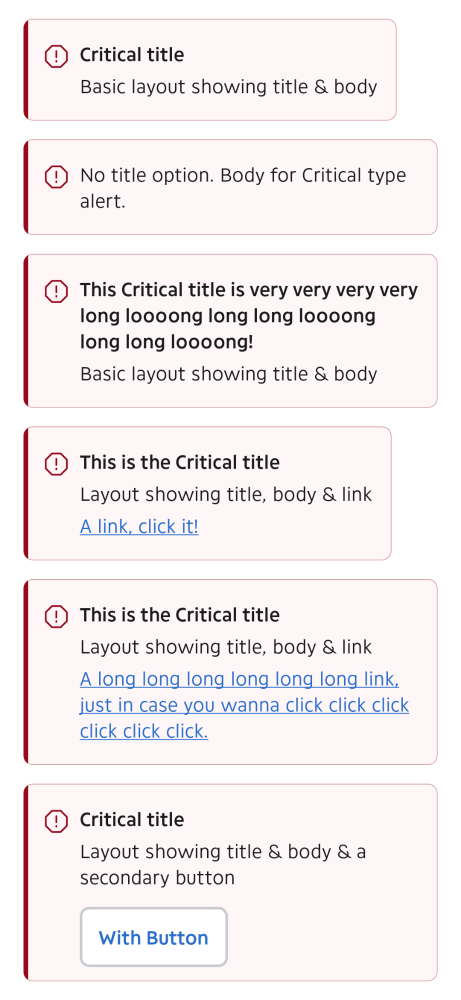 Critical title
Basic layout showing title & body
No title option. Body for Critical type
alert.
This Critical title is very very very very
long loooong long long loooong
long long loooong!
Basic layout showing title & body
This is the Critical title
Layout showing title, body & link
A link, click it!
This is the Critical title
Layout showing title, body & link
A long long long long long long link,
just in case you wanna click click click
click click click.
Critical title
Layout showing title & body & a
secondary button
With Button